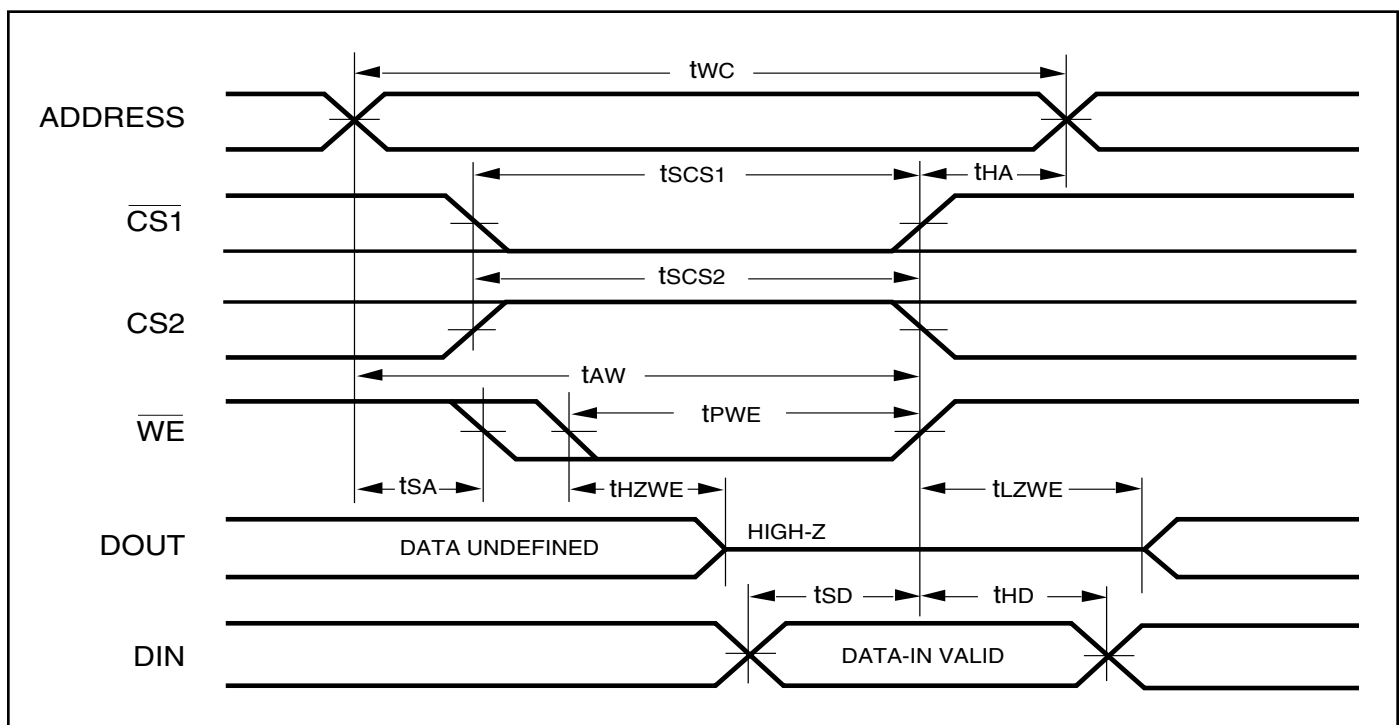 tWC
ADDRESS
tSCS1
tHA
CS1
tSCS2
CS2
tAW
WE
tPWE
tSA
tHZWE
tLZWE
DOUT
DATA UNDEFINED
HIGH-Z
tSD
tHD
DIN
DATA-IN VALID